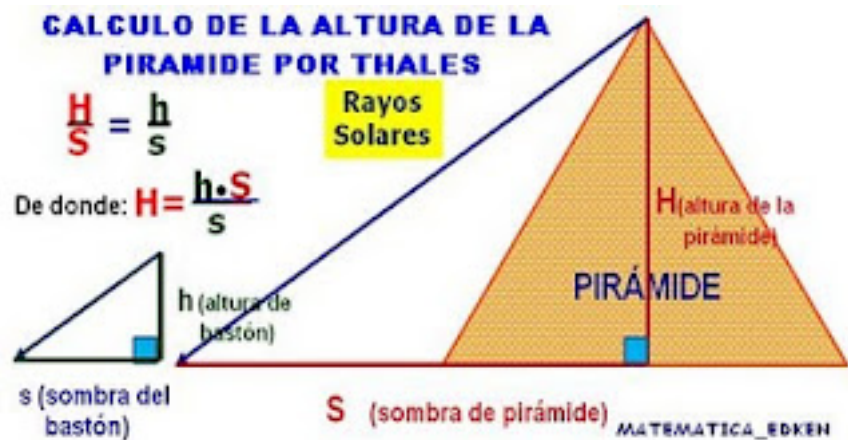 CALCULO DE LA ALTURA DE LA
PIRAMIDE POR THALES
H/S = h/s
Rayos
Solares
De donde: H = h•S/s
H(altura de la
pirámide)
PIRÁMIDE
h (altura de
bastón)
s (sombra del
bastón)
S (sombra de pirámide)
MATEMATICA_EDKEN